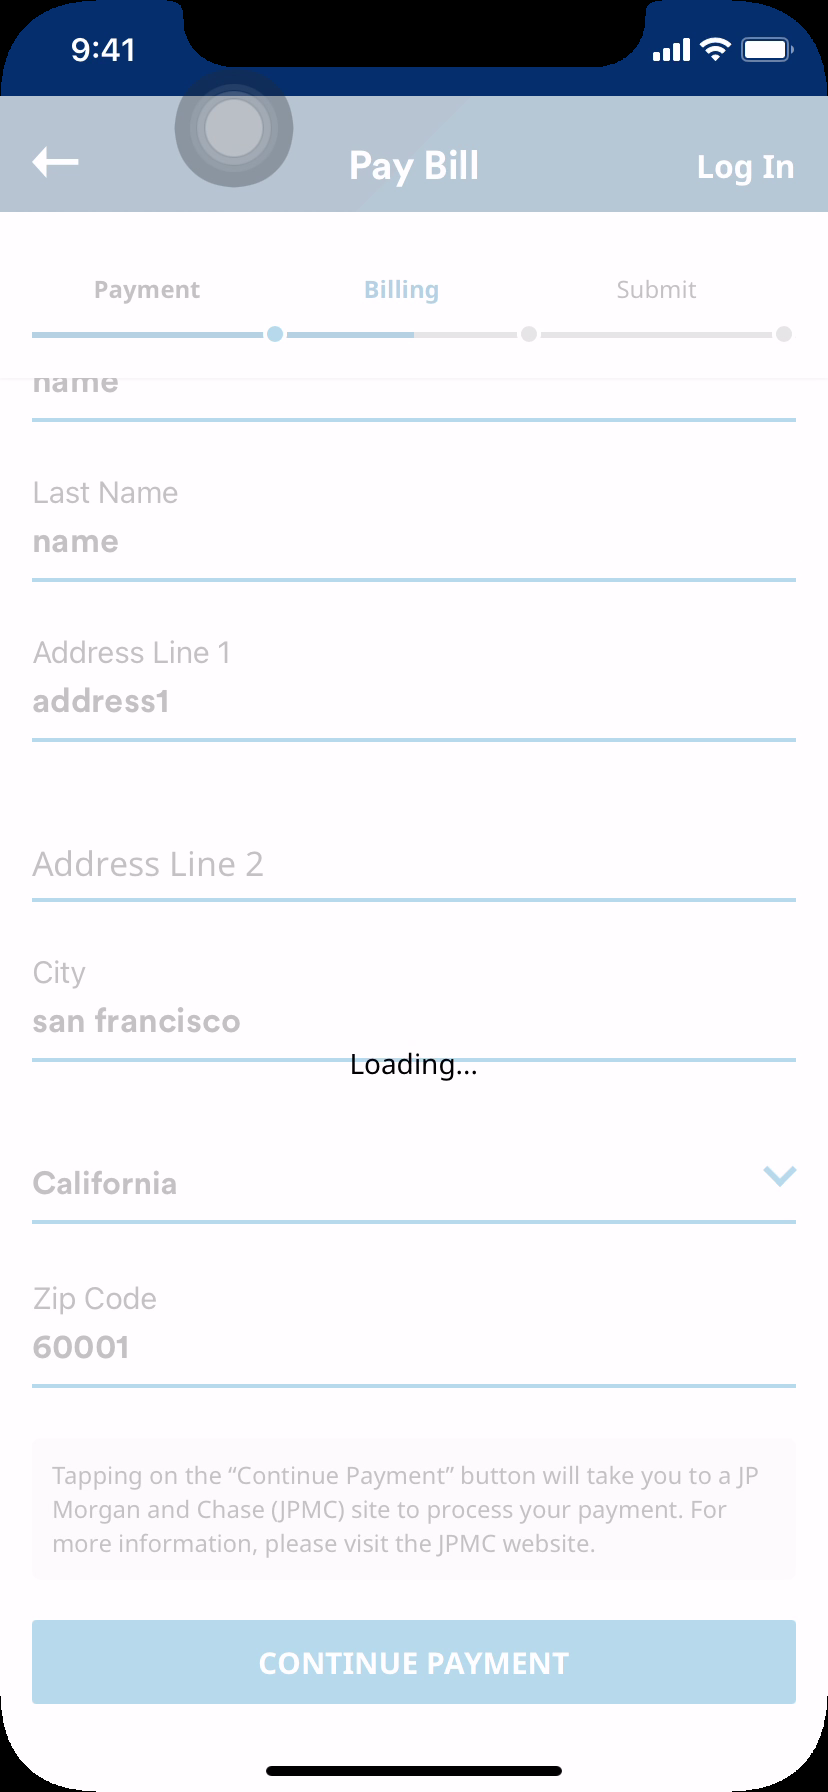 9:41
Pay Bill
Log In
Payment
Billing
Submit
name
Last Name
name
Address Line 1
address1
Address Line 2
City
san francisco
Loading...
California
Zip Code
60001
Tapping on the “Continue Payment” button will take you to a JP
Morgan and Chase (JPMC) site to process your payment. For
more information, please visit the JPMC website.
CONTINUE PAYMENT